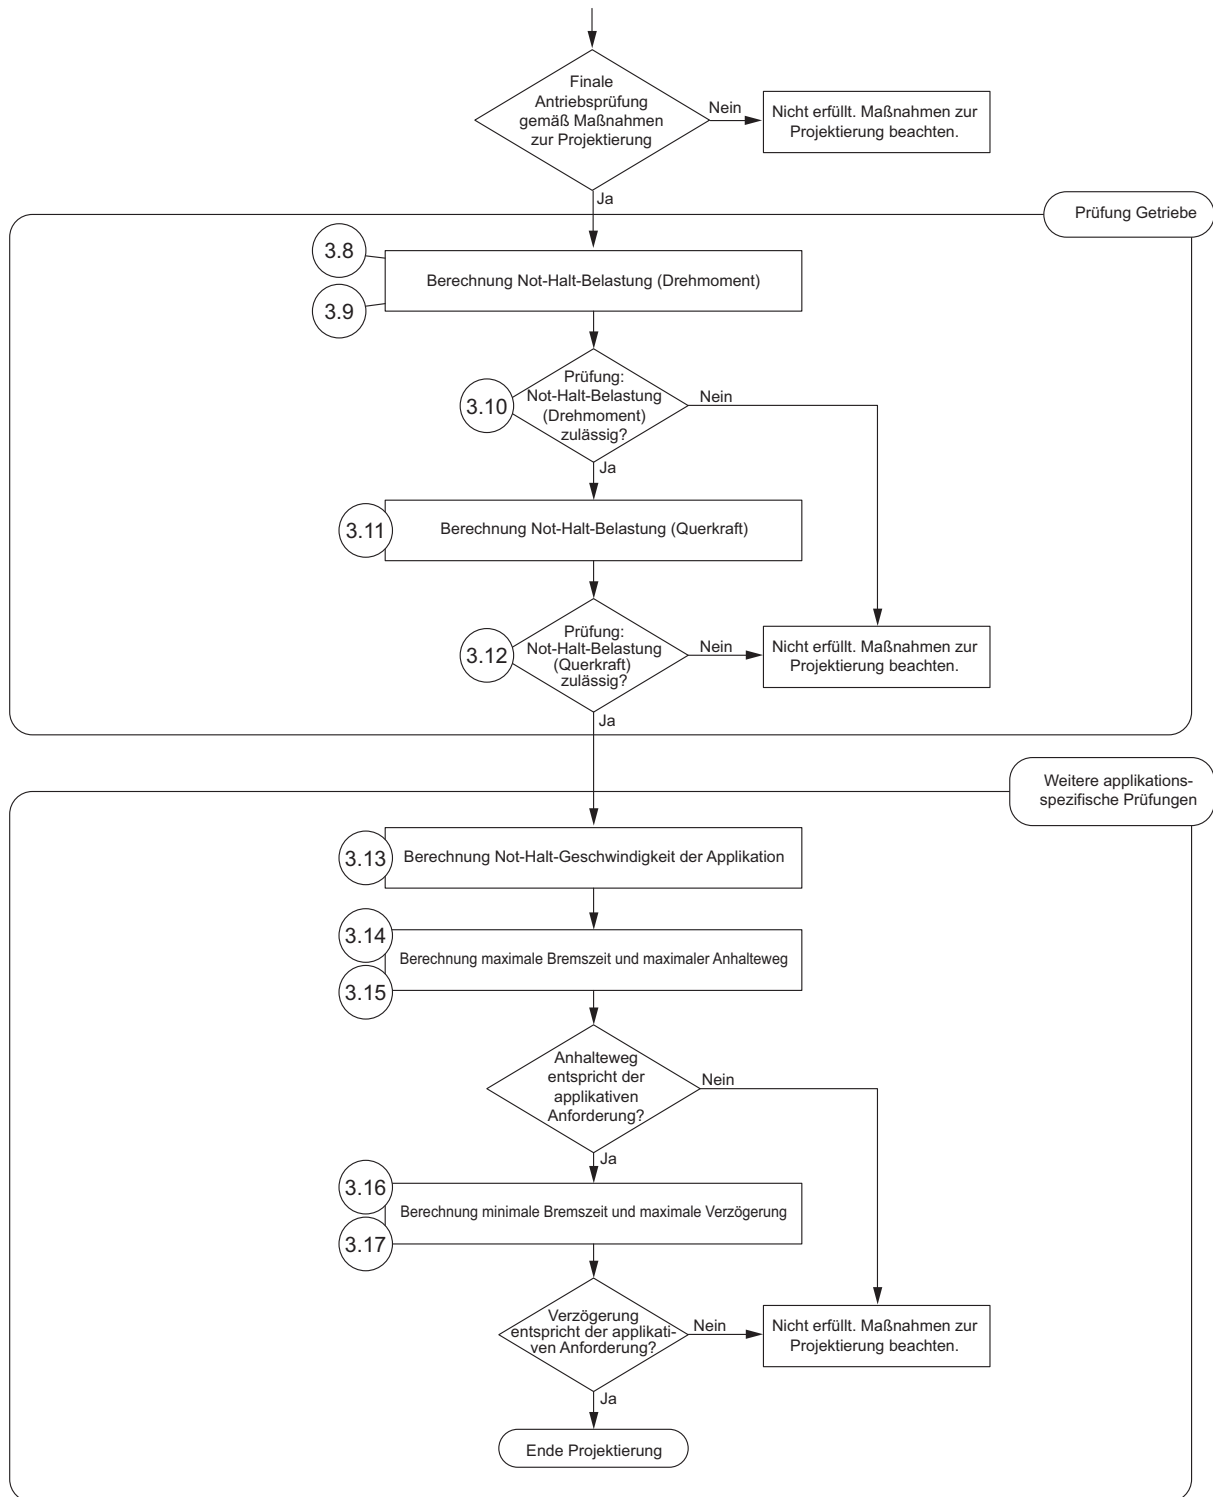 Finale
Antriebsprüfung
gemäß Maßnahmen
zur Projektierung
Nein
Nicht erfüllt. Maßnahmen zur
Projektierung beachten.
Ja
Prüfung Getriebe
3.8
3.9
Berechnung Not-Halt-Belastung (Drehmoment)
3.10
Prüfung:
Not-Halt-Belastung
(Drehmoment)
zulässig?
Nein
Ja
3.11
Berechnung Not-Halt-Belastung (Querkraft)
3.12
Prüfung:
Not-Halt-Belastung
(Querkraft)
zulässig?
Nein
Nicht erfüllt. Maßnahmen zur
Projektierung beachten.
Ja
Weitere applikations-
spezifische Prüfungen
3.13
Berechnung Not-Halt-Geschwindigkeit der Applikation
3.14
3.15
Berechnung maximale Bremszeit und maximaler Anhalteweg
Anhalteweg
entspricht der
applikativen
Anforderung?
Nein
Ja
3.16
3.17
Berechnung minimale Bremszeit und maximale Verzögerung
Verzögerung
entspricht der applikati-
ven Anforderung?
Nein
Nicht erfüllt. Maßnahmen zur
Projektierung beachten.
Ja
Ende Projektierung